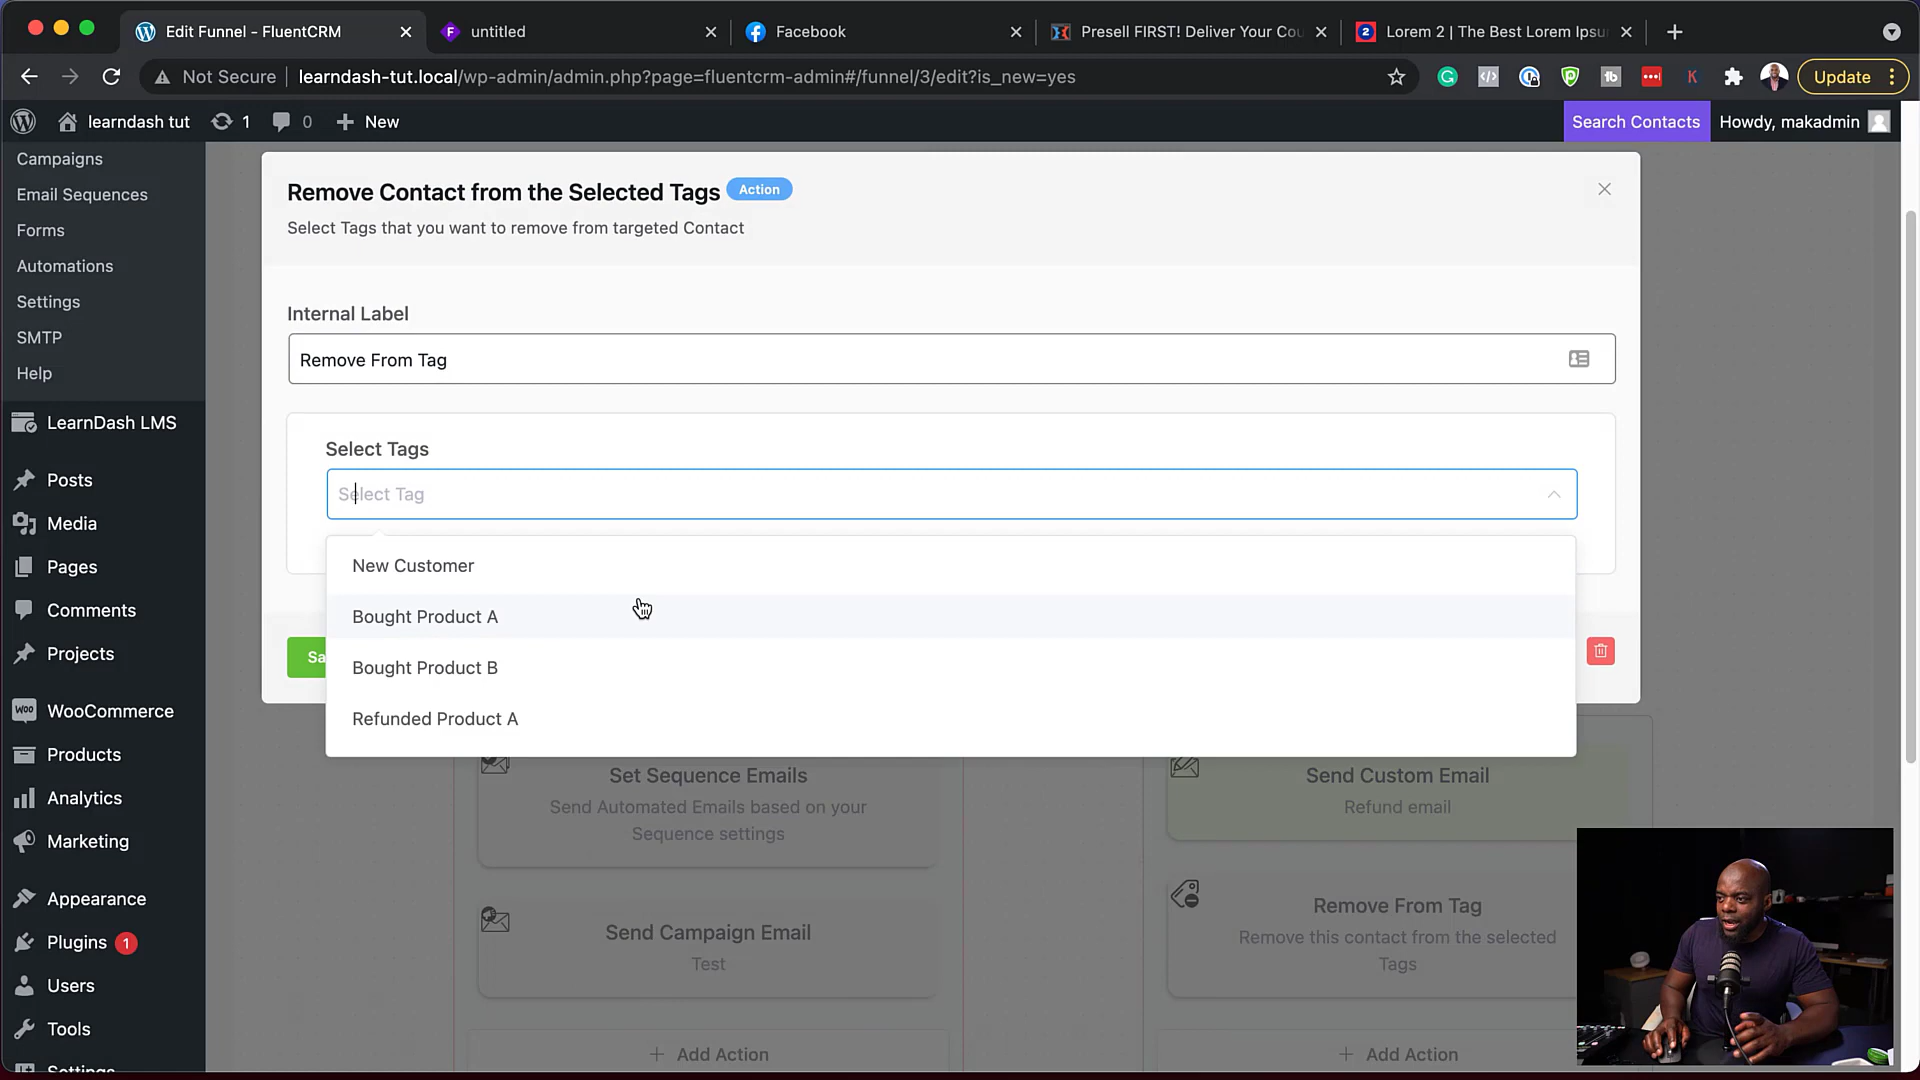 Edit Funnel - FluentCRM
untitled
Facebook
Presell FIRST! Deliver Your Cou
Lorem 2 | The Best Lorem Ipsu
Not Secure
learndash-tut.local/wp-admin/admin.php?page=fluentcrm-admin#/funnel/3/edit?is_new=yes
Update
learndash tut
1
0
New
Search Contacts
Howdy, makadmin
Campaigns
Email Sequences
Forms
Automations
Settings
SMTP
Help
LearnDash LMS
Posts
Media
Pages
Comments
Projects
WooCommerce
Products
Analytics
Marketing
Appearance
Plugins 1
Users
Tools
Settings
Remove Contact from the Selected Tags
Action
Select Tags that you want to remove from targeted Contact
Internal Label
Remove From Tag
Select Tags
Select Tag
New Customer
Bought Product A
Bought Product B
Refunded Product A
Sa
Set Sequence Emails
Send Automated Emails based on your
Sequence settings
Send Campaign Email
Test
Add Action
Send Custom Email
Refund email
Remove From Tag
Remove this contact from the selected
Tags
Add Action